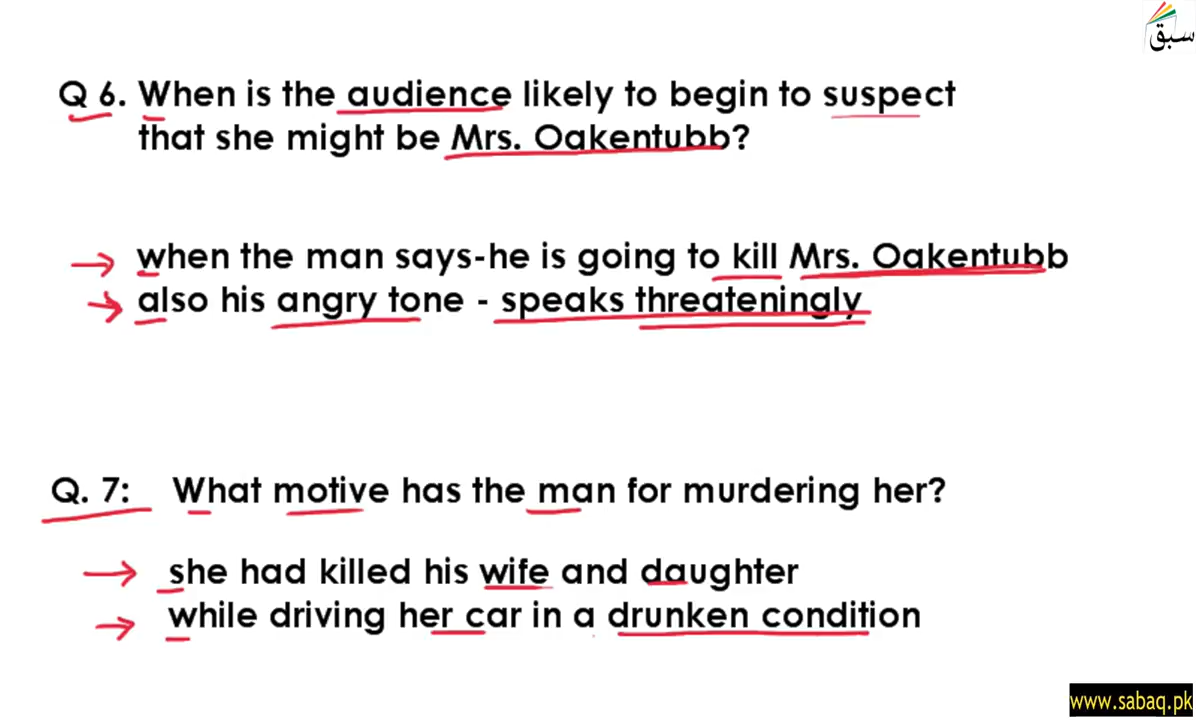 سبق
Q 6. When is the audience likely to begin to suspect
that she might be Mrs. Oakentubb?
when the man says-he is going to kill Mrs. Oakentubb
also his angry tone - speaks threateningly
Q. 7: What motive has the man for murdering her?
she had killed his wife and daughter
while driving her car in a drunken condition
www.sabaq.pk